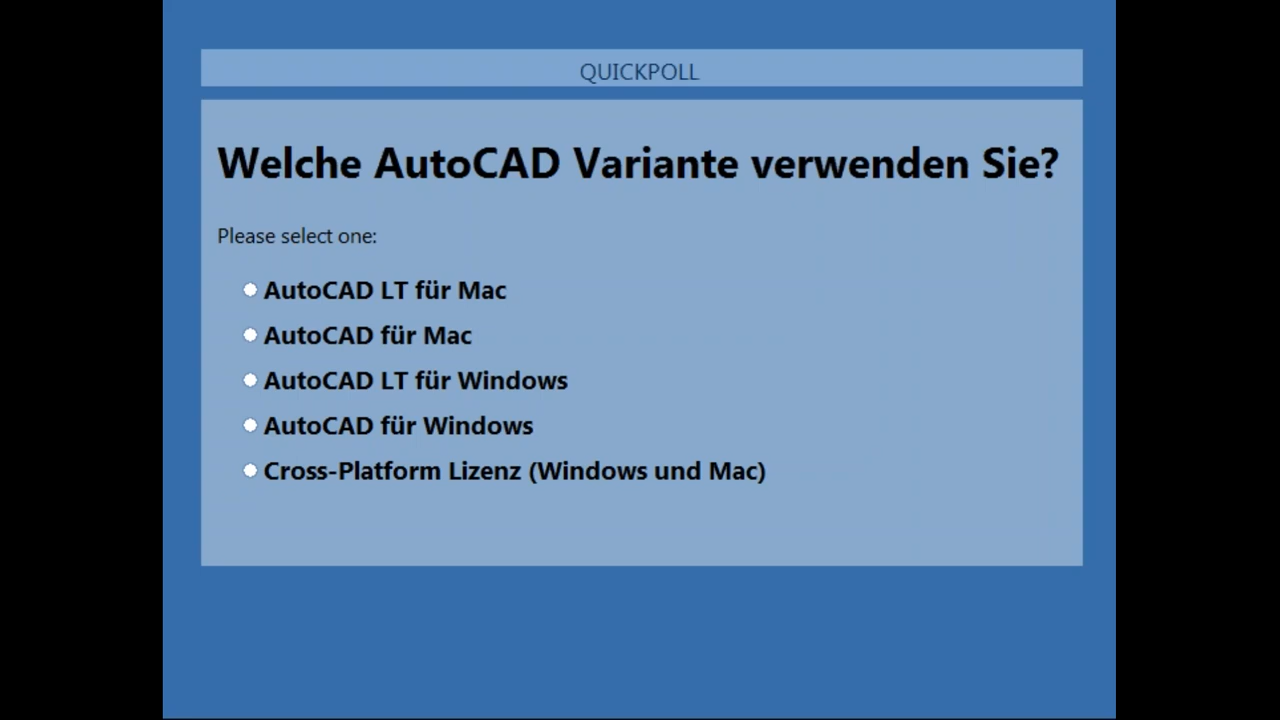 QUICKPOLL
Welche AutoCAD Variante verwenden Sie?
Please select one:
AutoCAD LT für Mac
AutoCAD für Mac
AutoCAD LT für Windows
AutoCAD für Windows
Cross-Platform Lizenz (Windows und Mac)